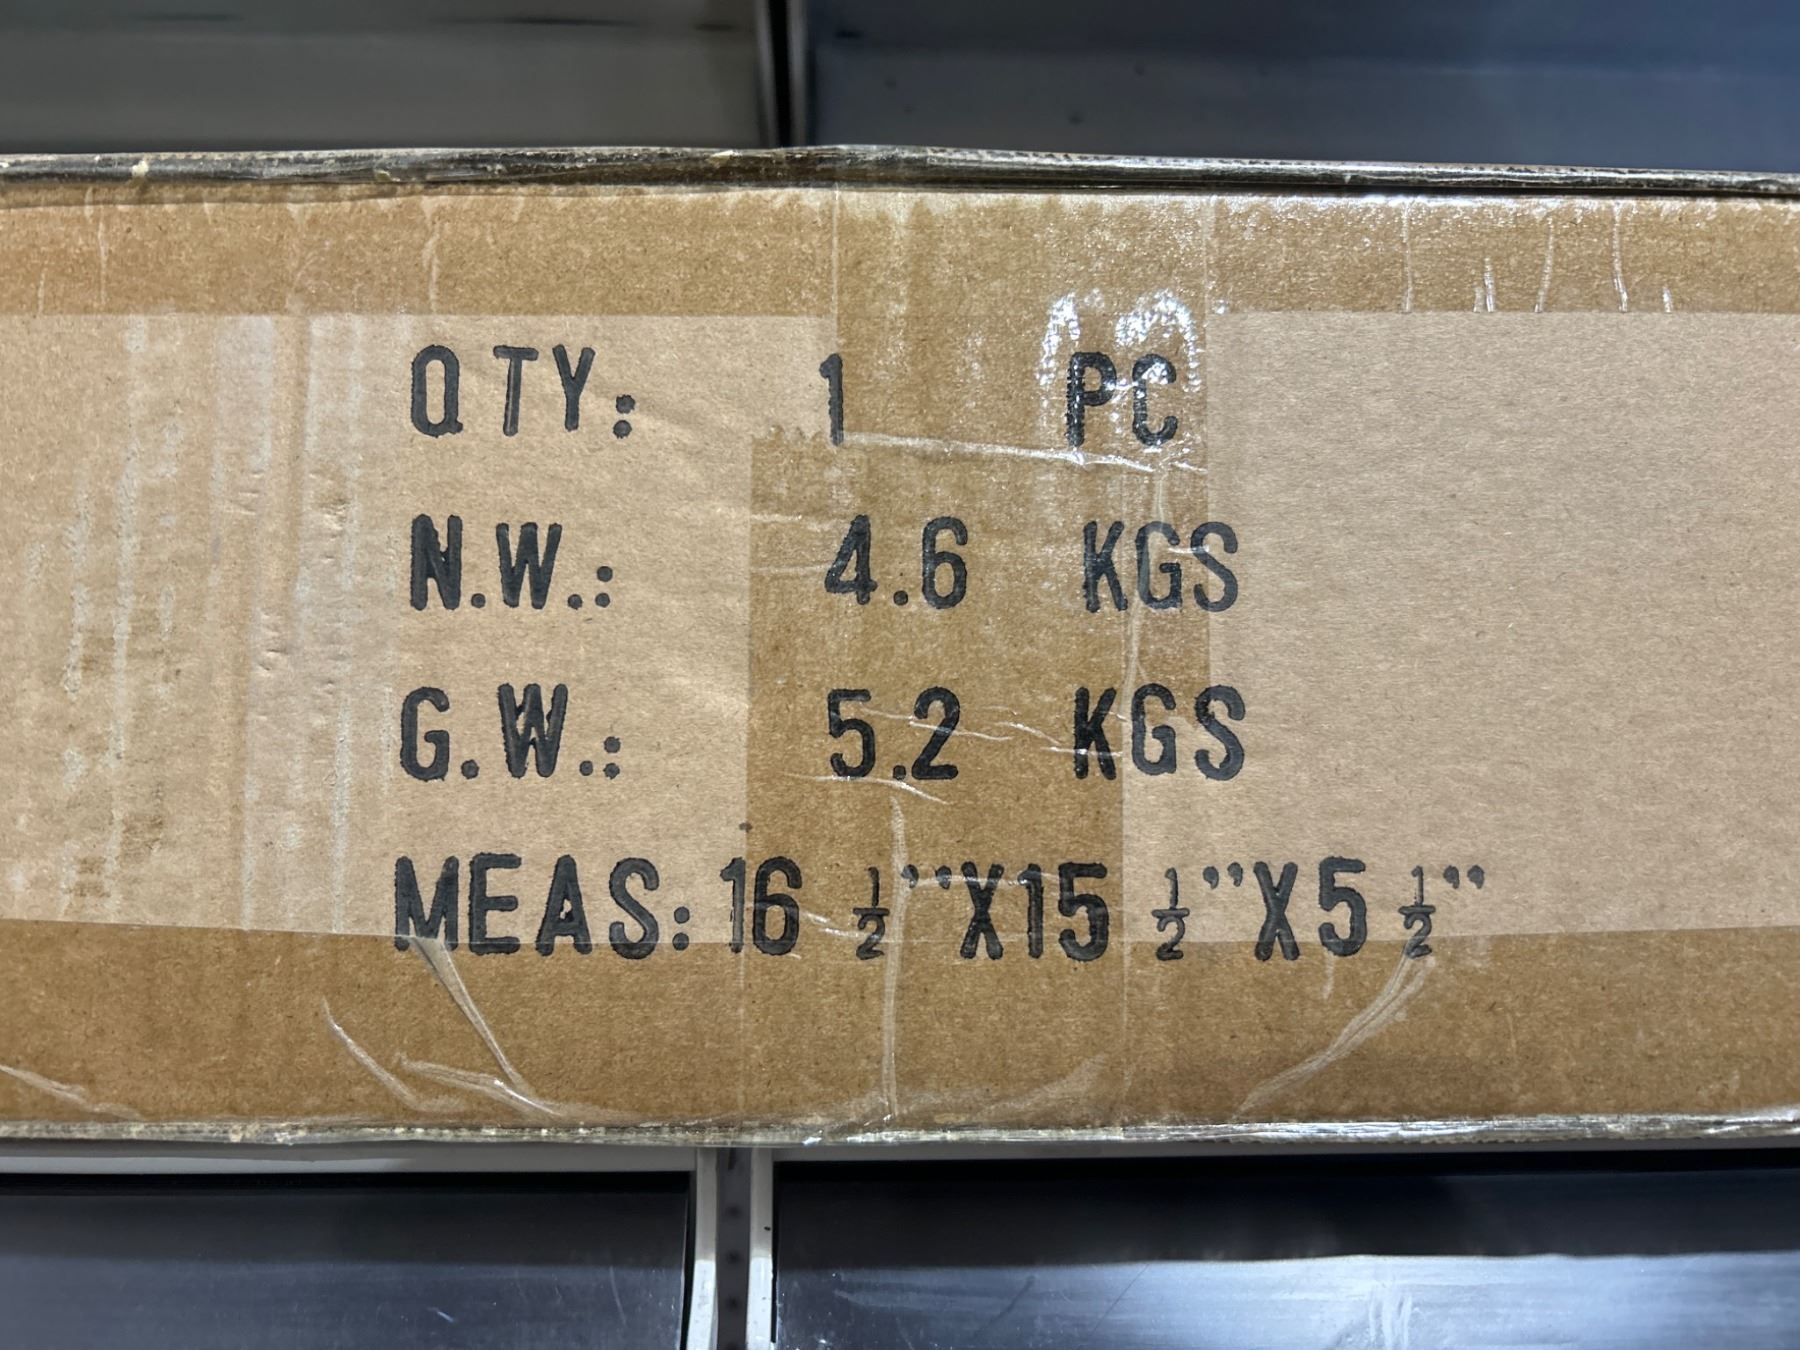 QTY: 1 PC
N.W.: 4.6 KGS
G.W.: 5.2 KGS
MEAS: 16 ½"X15 ½"X5 ½"